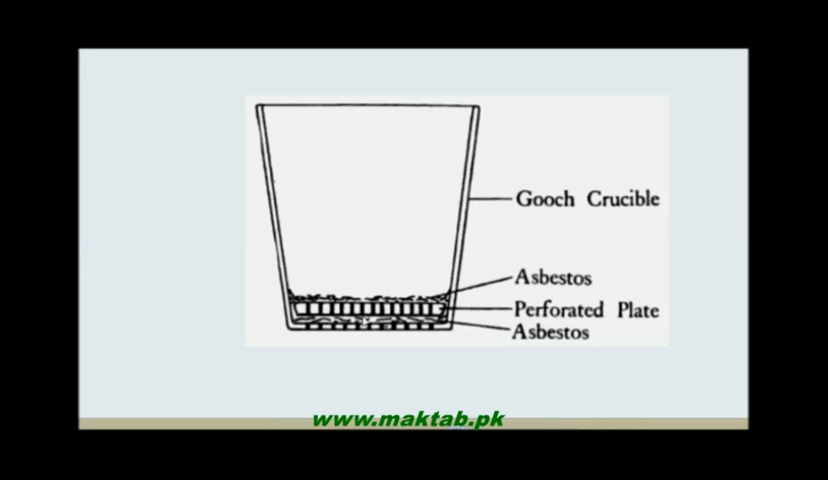 Gooch Crucible
Asbestos
Perforated Plate
Asbestos
www.maktab.pk